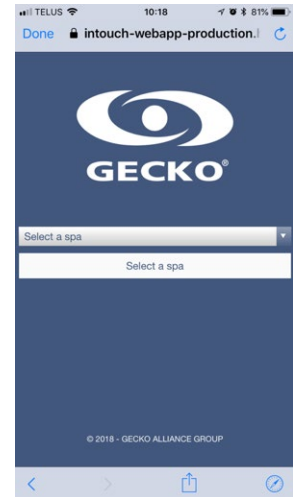 TELUS 10:18 81%
Done intouch-webapp-production.
GECKO®
Select a spa
Select a spa
© 2018 - GECKO ALLIANCE GROUP